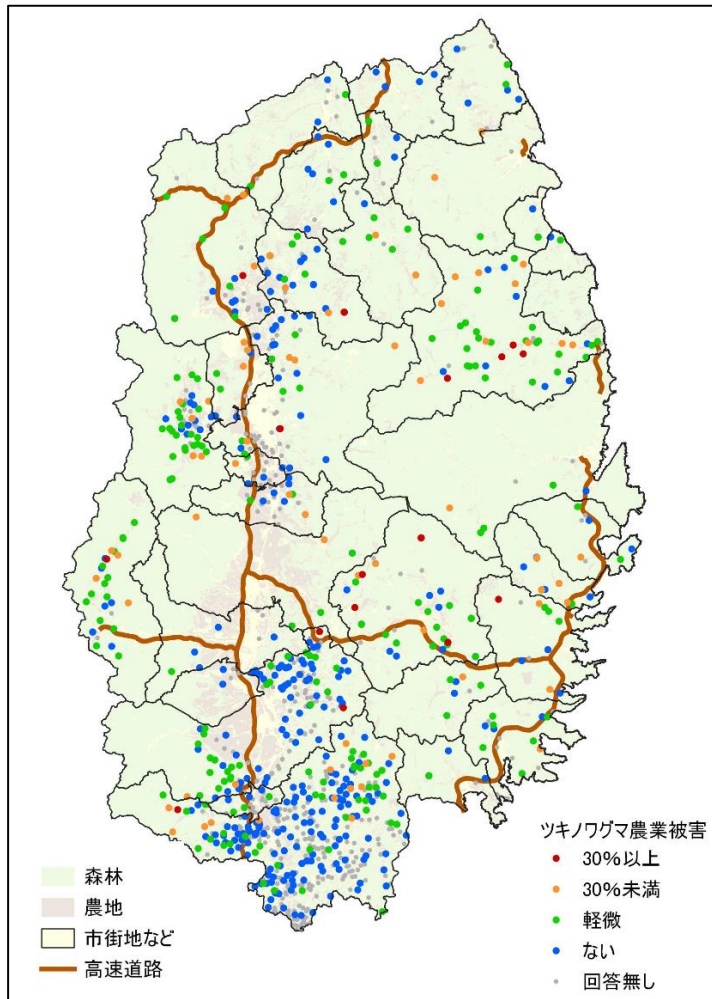 ツキノワグマ農業被害
30%以上
30%未満
軽微
ない
回答無し
森林
農地
市街地など
高速道路